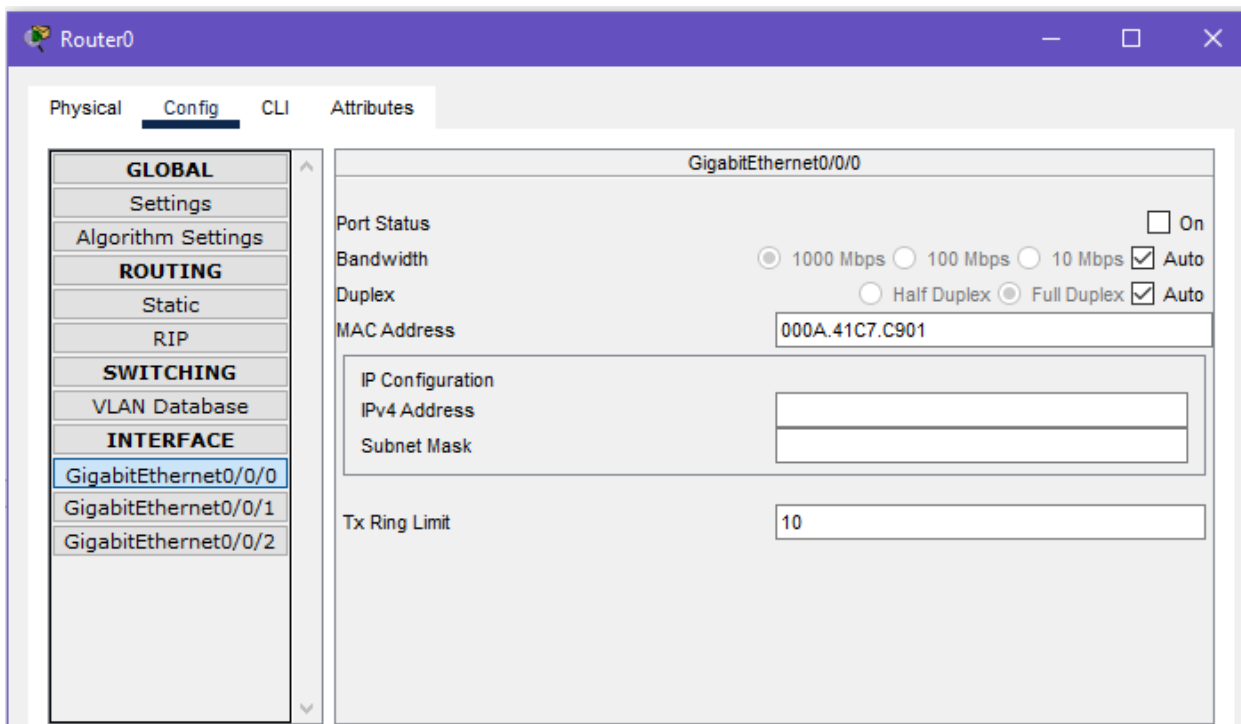 Router0
Physical Config CLI Attributes
GLOBAL
Settings
Algorithm Settings
ROUTING
Static
RIP
SWITCHING
VLAN Database
INTERFACE
GigabitEthernet0/0/0
GigabitEthernet0/0/1
GigabitEthernet0/0/2
GigabitEthernet0/0/0
Port Status On
Bandwidth 1000 Mbps 100 Mbps 10 Mbps Auto
Duplex Half Duplex Full Duplex Auto
MAC Address 000A.41C7.C901
IP Configuration
IPv4 Address
Subnet Mask
Tx Ring Limit 10